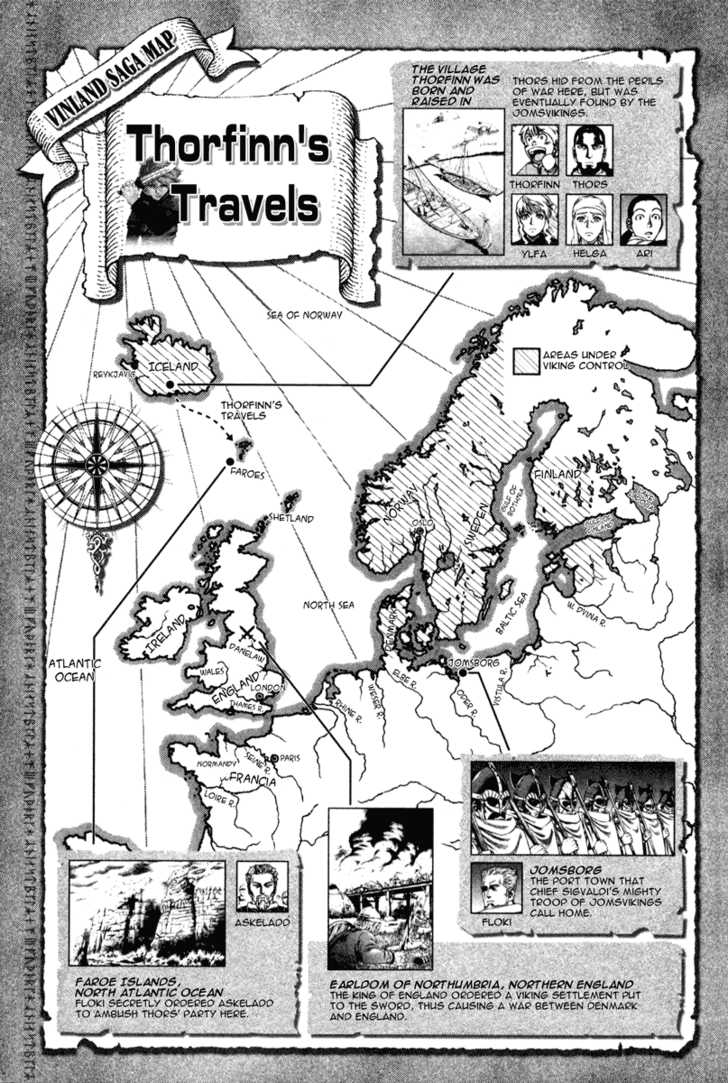 VINLAND SAGA MAP
Thorfinn's
Travels
THE VILLAGE
THORFINN WAS
BORN AND
RAISED IN
THORS HID FROM THE PERILS
OF WAR HERE, BUT WAS
EVENTUALLY FOUND BY THE
JOMSVIKINGS.
THORFINN
THORS
YLFA
HELGA
ARI
SEA OF NORWAY
AREAS UNDER
VIKING CONTROL
REYKJAVIK
ICELAND
THORFINN'S
TRAVELS
FAROES
SHETLAND
NORWAY
OSLO
SWEDEN
GULF OF
BOTHNIA
FINLAND
NORTH SEA
BALTIC SEA
W. DVINA R.
DENMARK
IRELAND
ATLANTIC
OCEAN
DANELAW
WALES
ENGLAND
LONDON
THAMES R.
JOMSBORG
RHINE R.
WESER R.
ELBE R.
ODER R.
VISTULA R.
NORMANDY
SEINE R.
PARIS
FRANCIA
LOIRE R.
ASKELADD
FAROE ISLANDS,
NORTH ATLANTIC OCEAN
FLOKI SECRETLY ORDERED ASKELADD
TO AMBUSH THORS' PARTY HERE.
FLOKI
JOMSBORG
THE PORT TOWN THAT
CHIEF SIGVALDI'S MIGHTY
TROOP OF JOMSVIKINGS
CALL HOME.
EARLDOM OF NORTHUMBRIA, NORTHERN ENGLAND
THE KING OF ENGLAND ORDERED A VIKING SETTLEMENT PUT
TO THE SWORD, THUS CAUSING A WAR BETWEEN DENMARK
AND ENGLAND.